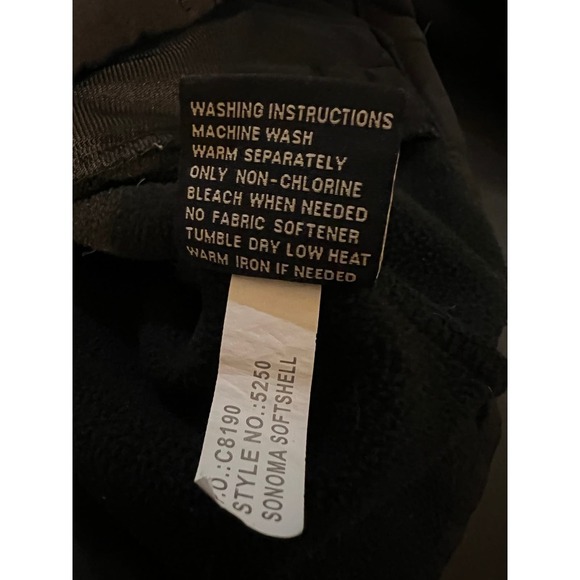 WASHING INSTRUCTIONS
MACHINE WASH
WARM SEPARATELY
ONLY NON-CHLORINE
BLEACH WHEN NEEDED
NO FABRIC SOFTENER
TUMBLE DRY LOW HEAT
WARM IRON IF NEEDED
.O.:C8190
STYLE NO.:5250
SONOMA SOFTSHELL